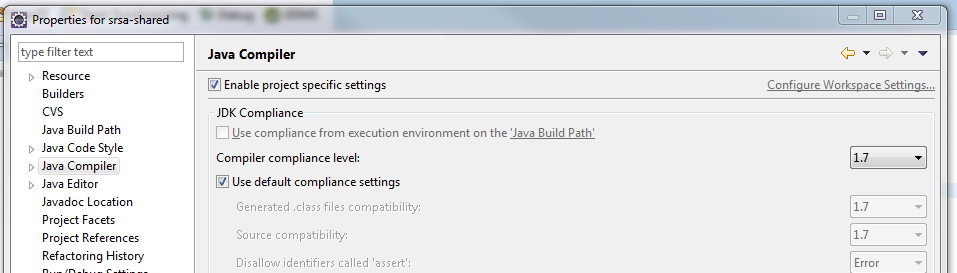 Properties for srsa-shared
type filter text
Resource
Builders
CVS
Java Build Path
Java Code Style
Java Compiler
Java Editor
Javadoc Location
Project Facets
Project References
Refactoring History
Run/Debug Settings
Java Compiler
Enable project specific settings
Configure Workspace Settings...
JDK Compliance
Use compliance from execution environment on the 'Java Build Path'
Compiler compliance level: 1.7
Use default compliance settings
Generated .class files compatibility: 1.7
Source compatibility: 1.7
Disallow identifiers called 'assert': Error